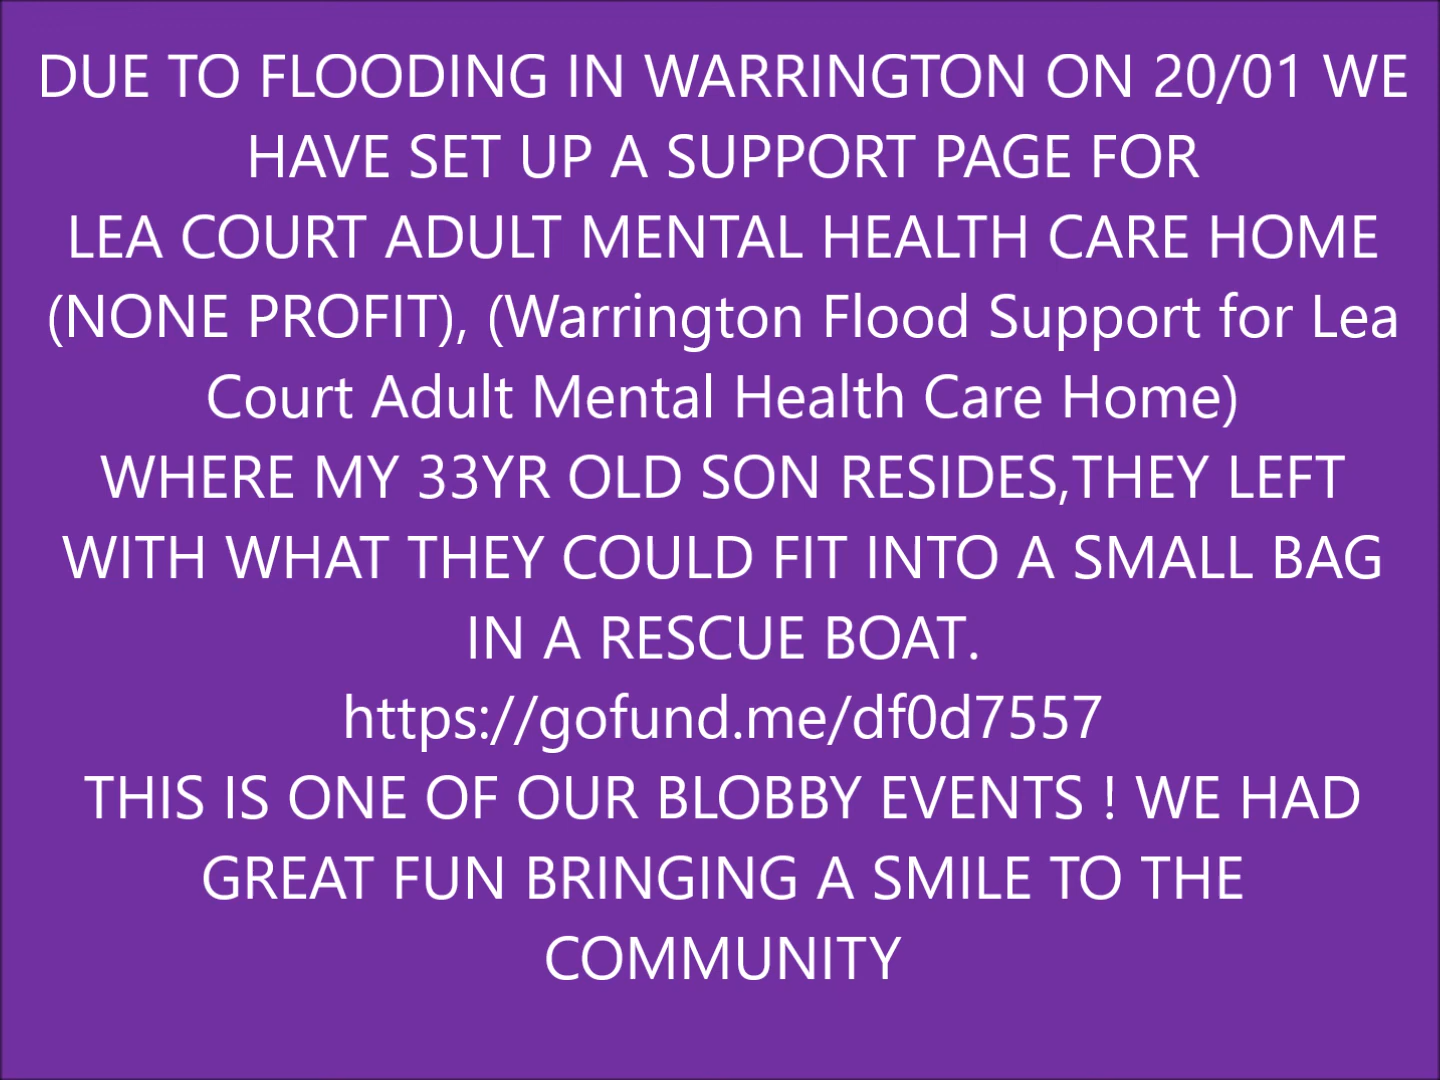 DUE TO FLOODING IN WARRINGTON ON 20/01 WE
HAVE SET UP A SUPPORT PAGE FOR
LEA COURT ADULT MENTAL HEALTH CARE HOME
(NONE PROFIT), (Warrington Flood Support for Lea
Court Adult Mental Health Care Home)
WHERE MY 33YR OLD SON RESIDES,THEY LEFT
WITH WHAT THEY COULD FIT INTO A SMALL BAG
IN A RESCUE BOAT.
https://gofund.me/df0d7557
THIS IS ONE OF OUR BLOBBY EVENTS ! WE HAD
GREAT FUN BRINGING A SMILE TO THE
COMMUNITY